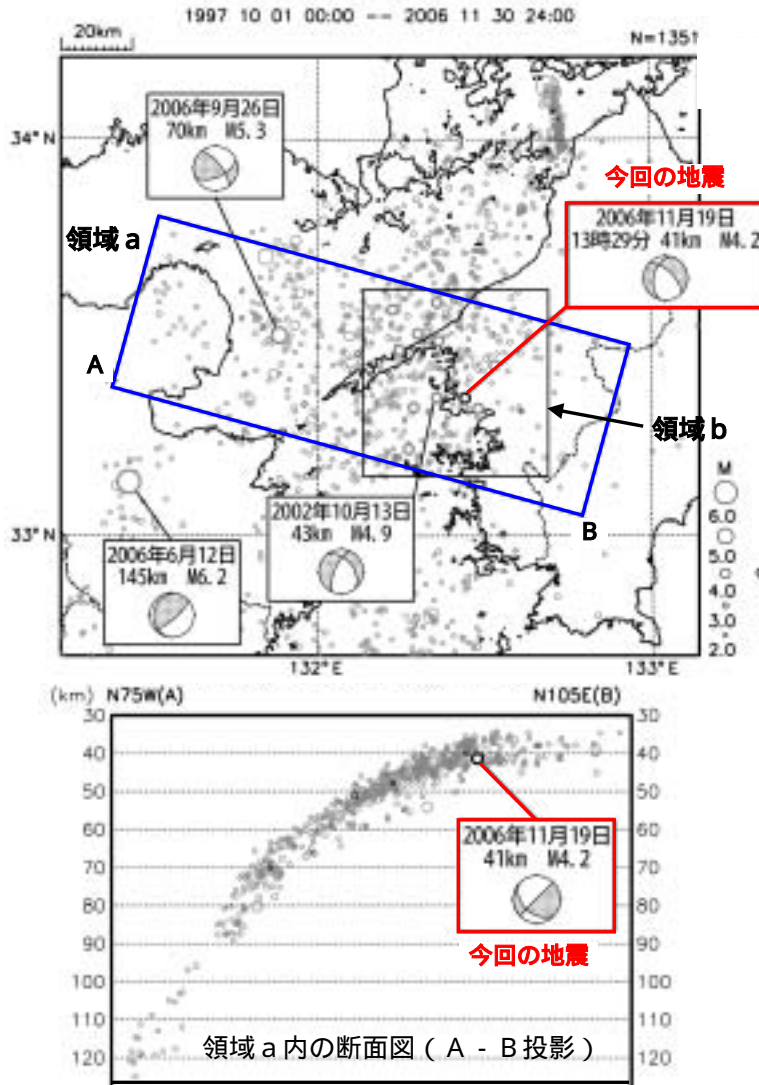 1997 10 01 00:00 -- 2006 11 30 24:00
20km
N=1351
34°N
2006年9月26日
70km M5.3
今回の地震
2006年11月19日
13時29分 41km M4.2
領域a
A
領域b
B
2002年10月13日
43km M4.9
33°N
2006年6月12日
145km M6.2
M
6.0
5.0
4.0
3.0
2.0
132°E
133°E
(km) N75W(A)
N105E(B)
30
30
40
40
50
50
60
60
70
70
80
80
90
90
100
100
110
110
120
120
2006年11月19日
41km M4.2
今回の地震
領域a内の断面図(A-B投影)